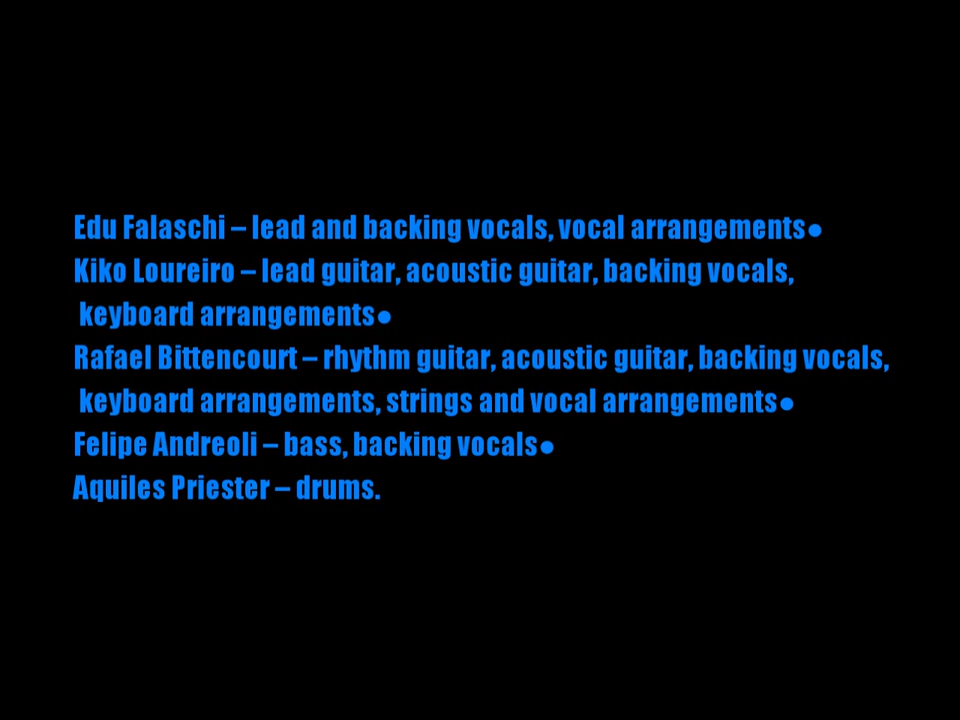 Edu Falaschi – lead and backing vocals, vocal arrangements●
Kiko Loureiro – lead guitar, acoustic guitar, backing vocals,
keyboard arrangements●
Rafael Bittencourt – rhythm guitar, acoustic guitar, backing vocals,
keyboard arrangements, strings and vocal arrangements●
Felipe Andreoli – bass, backing vocals●
Aquiles Priester – drums.